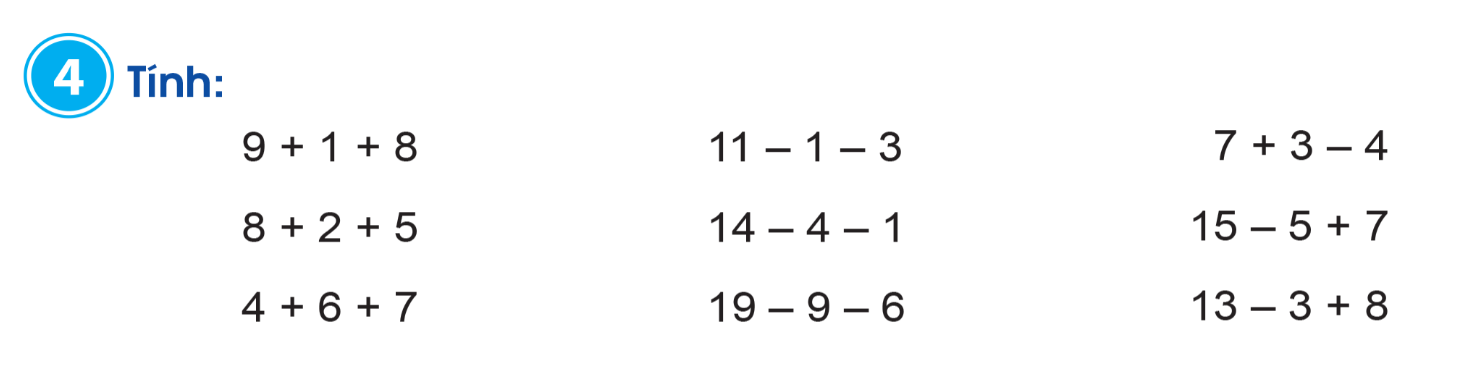 4 Tính:
9 + 1 + 8 11 – 1 – 3 7 + 3 – 4
8 + 2 + 5 14 – 4 – 1 15 – 5 + 7
4 + 6 + 7 19 – 9 – 6 13 – 3 + 8